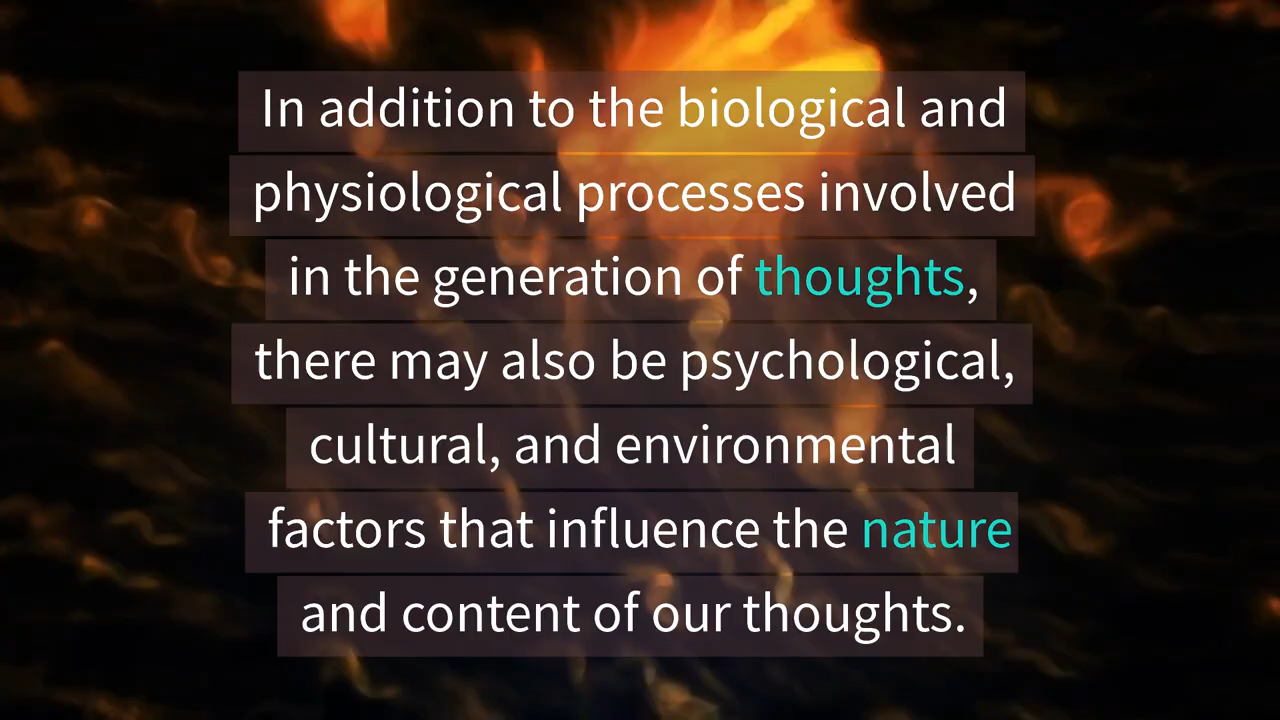 In addition to the biological and
physiological processes involved
in the generation of thoughts,
there may also be psychological,
cultural, and environmental
factors that influence the nature
and content of our thoughts.